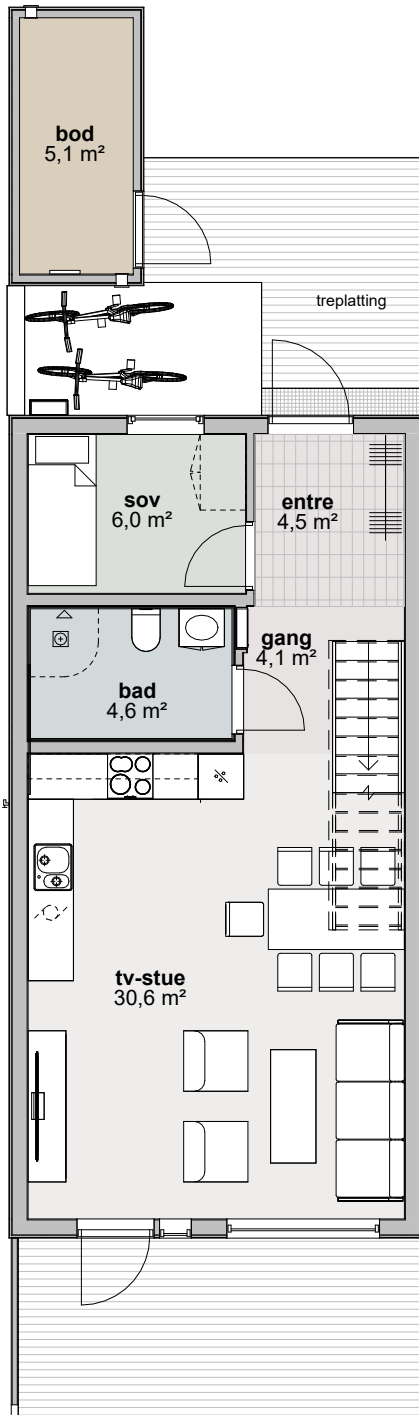 bod
5,1 m²
treplatting
sov
6,0 m²
entre
4,5 m²
gang
4,1 m²
bad
4,6 m²
%
tv-stue
30,6 m²